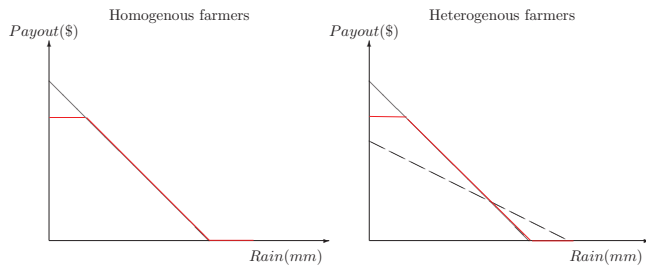 Homogenous farmers
Payout($)
Rain(mm)
Heterogenous farmers
Payout($)
Rain(mm)